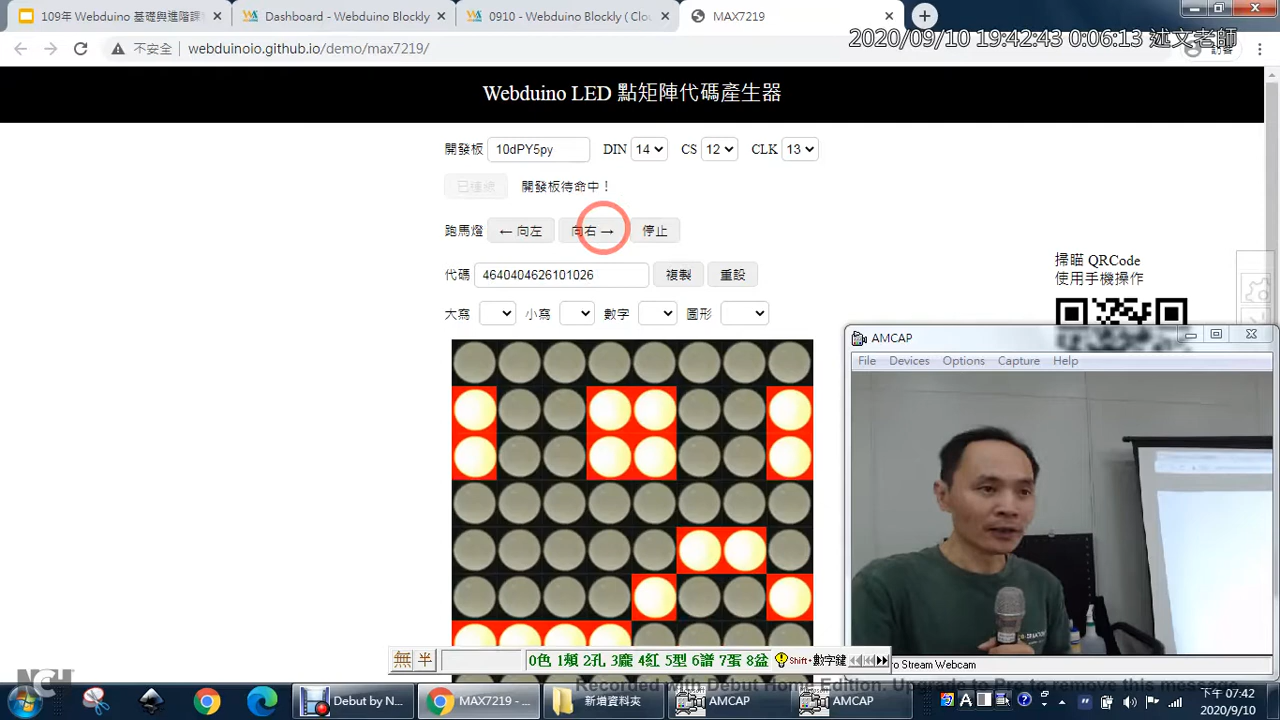 109年 Webduino 基礎與進階課
Dashboard - Webduino Blockly
P9-1 - Webduino Blockly ( Clou
MAX7219
不安全
webduinoio.github.io/demo/max7219/
訪客
2020/09/10 19:42:43 0:06:13 述文老師
Webduino LED 點矩陣代碼產生器
開發板 10dPY5py DIN 14 CS 12 CLK 13
已連線 開發板待命中！
跑馬燈 ← 向左 向右 → 停止
代碼 4640404626101026 複製 重設
大寫 小寫 數字 圖形
掃瞄 QRCode
使用手機操作
AMCAP
File Devices Options Capture Help
無 半 0色 1頻 2孔 3龐 4紅 5型 6譜 7蛋 8盆 Shift+數字鍵
o Stream Webcam
Recorded with Debut Home Edition. Upgrade to Pro to remove this message
NCH
Debut by N...
MAX7219 - ...
新增資料夾
AMCAP
AMCAP
下午 07:42
2020/9/10